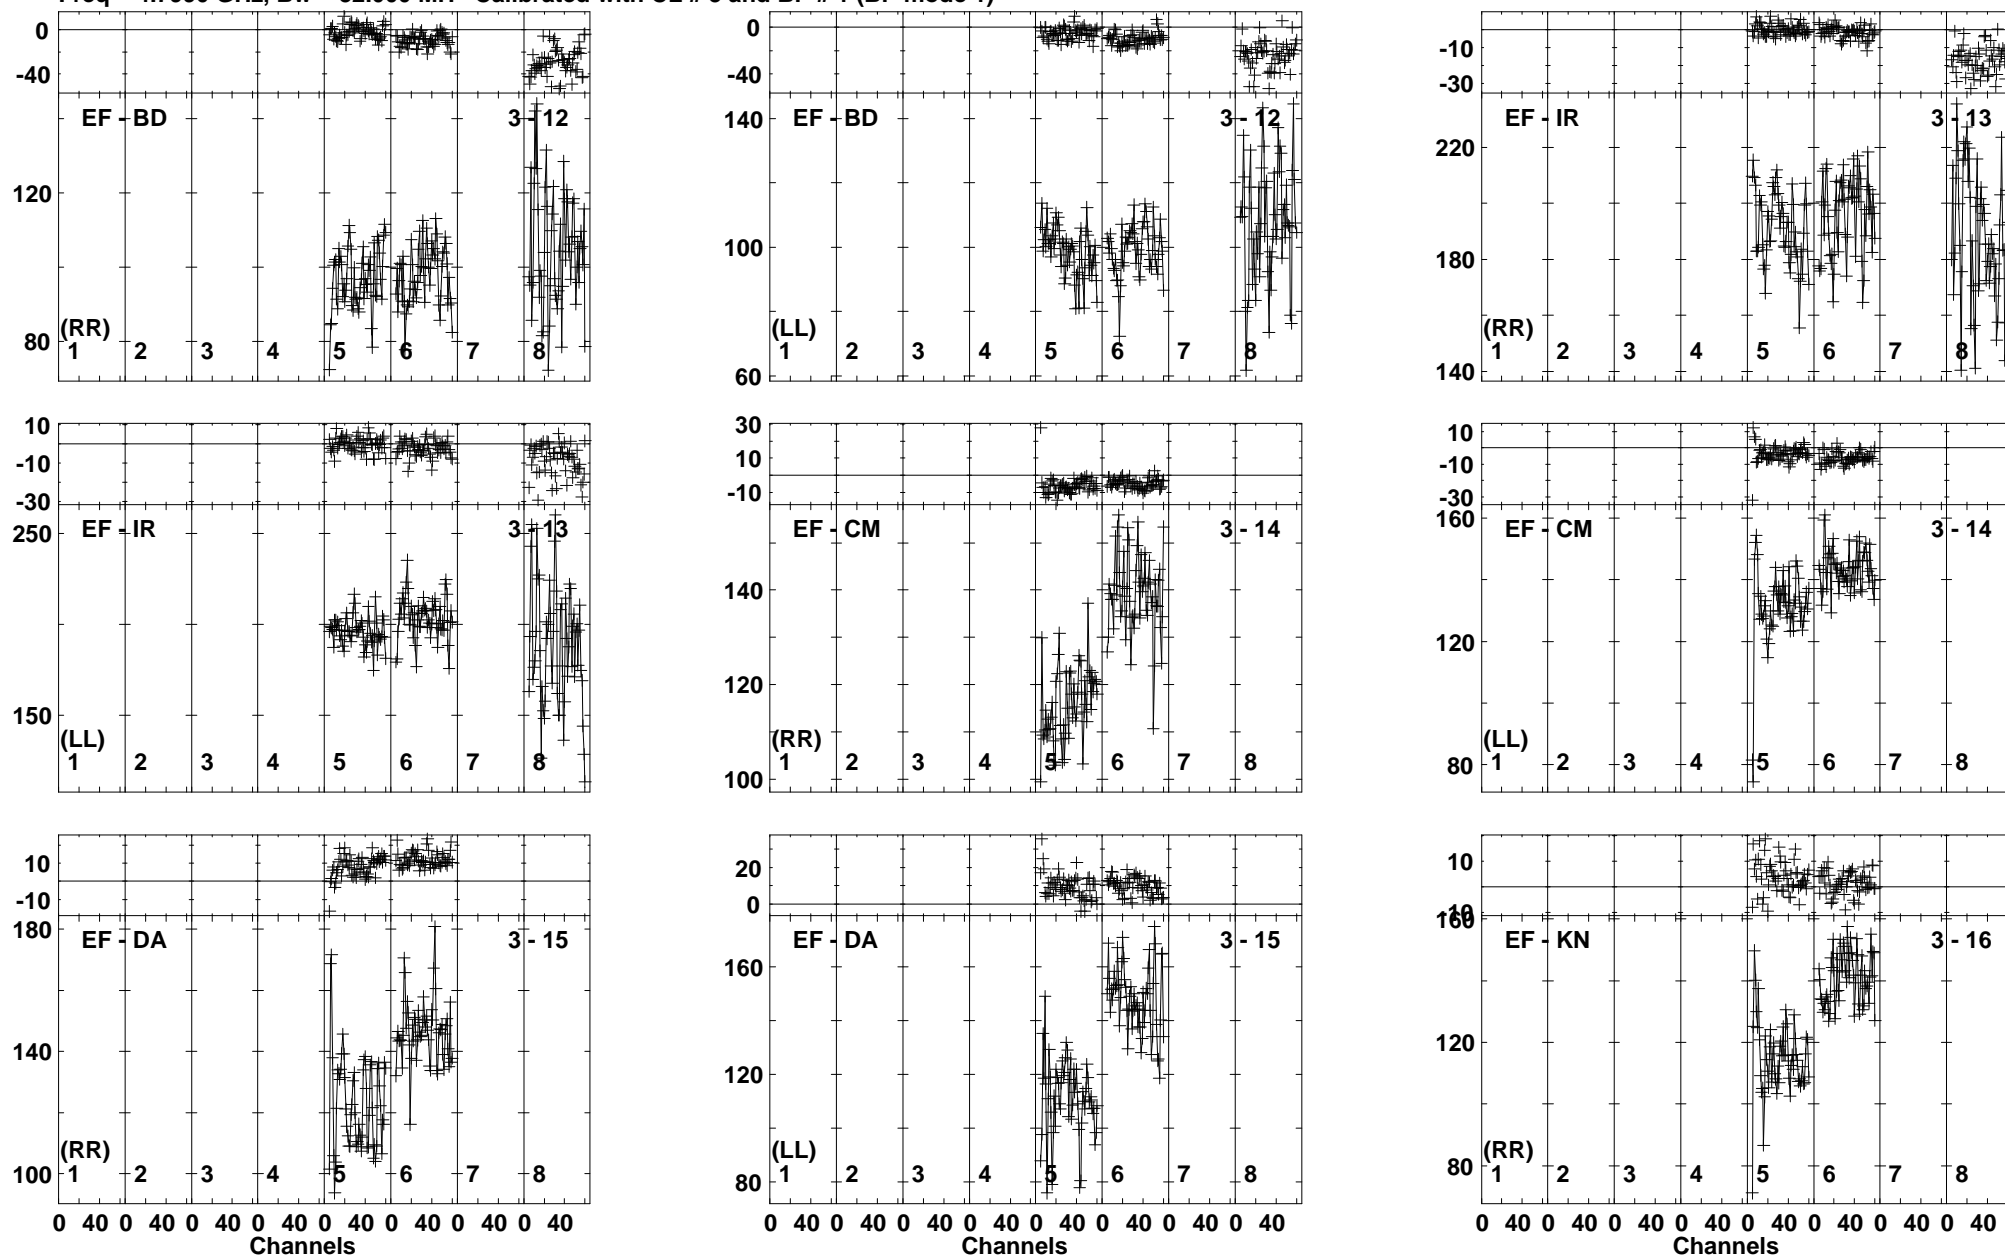 0 0
-40 -40 -10 -30
EF - BD 3 - 12 140 EF - BD 3 - 12 EF - IR 3 - 13
220
120
100 180
(RR) (LL) (RR)
80 1 2 3 4 5 6 7 8 60 1 2 3 4 5 6 7 8 140 1 2 3 4 5 6 7 8
10 -10 -30 30 10 -10 10 -10 -30
EF - IR 3 - 13 EF - CM 3 - 14 EF - CM 3 - 14
250 140 160
150 120 120
(LL) (RR) (LL)
1 2 3 4 5 6 7 8 100 1 2 3 4 5 6 7 8 80 1 2 3 4 5 6 7 8
10 -10 20 0 10 -10
EF - DA 3 - 15 EF - DA 3 - 15 EF - KN 3 - 16
180 160 160
140 120 120
(RR) (LL) (RR)
100 1 2 3 4 5 6 7 8 80 1 2 3 4 5 6 7 8 80 1 2 3 4 5 6 7 8
0 40 0 40 0 40 0 40 0 40 0 40 0 40 0 40 0 40 0 40 0 40 0 40 0 40 0 40 0 40 0 40 0 40 0 40 0 40 0 40 0 40 0 40 0 40 0 40
Channels Channels Channels